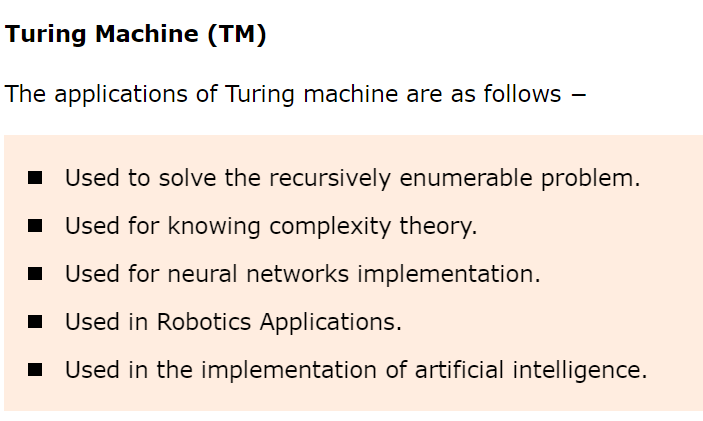 Turing Machine (TM)
The applications of Turing machine are as follows −
■ Used to solve the recursively enumerable problem.
■ Used for knowing complexity theory.
■ Used for neural networks implementation.
■ Used in Robotics Applications.
■ Used in the implementation of artificial intelligence.